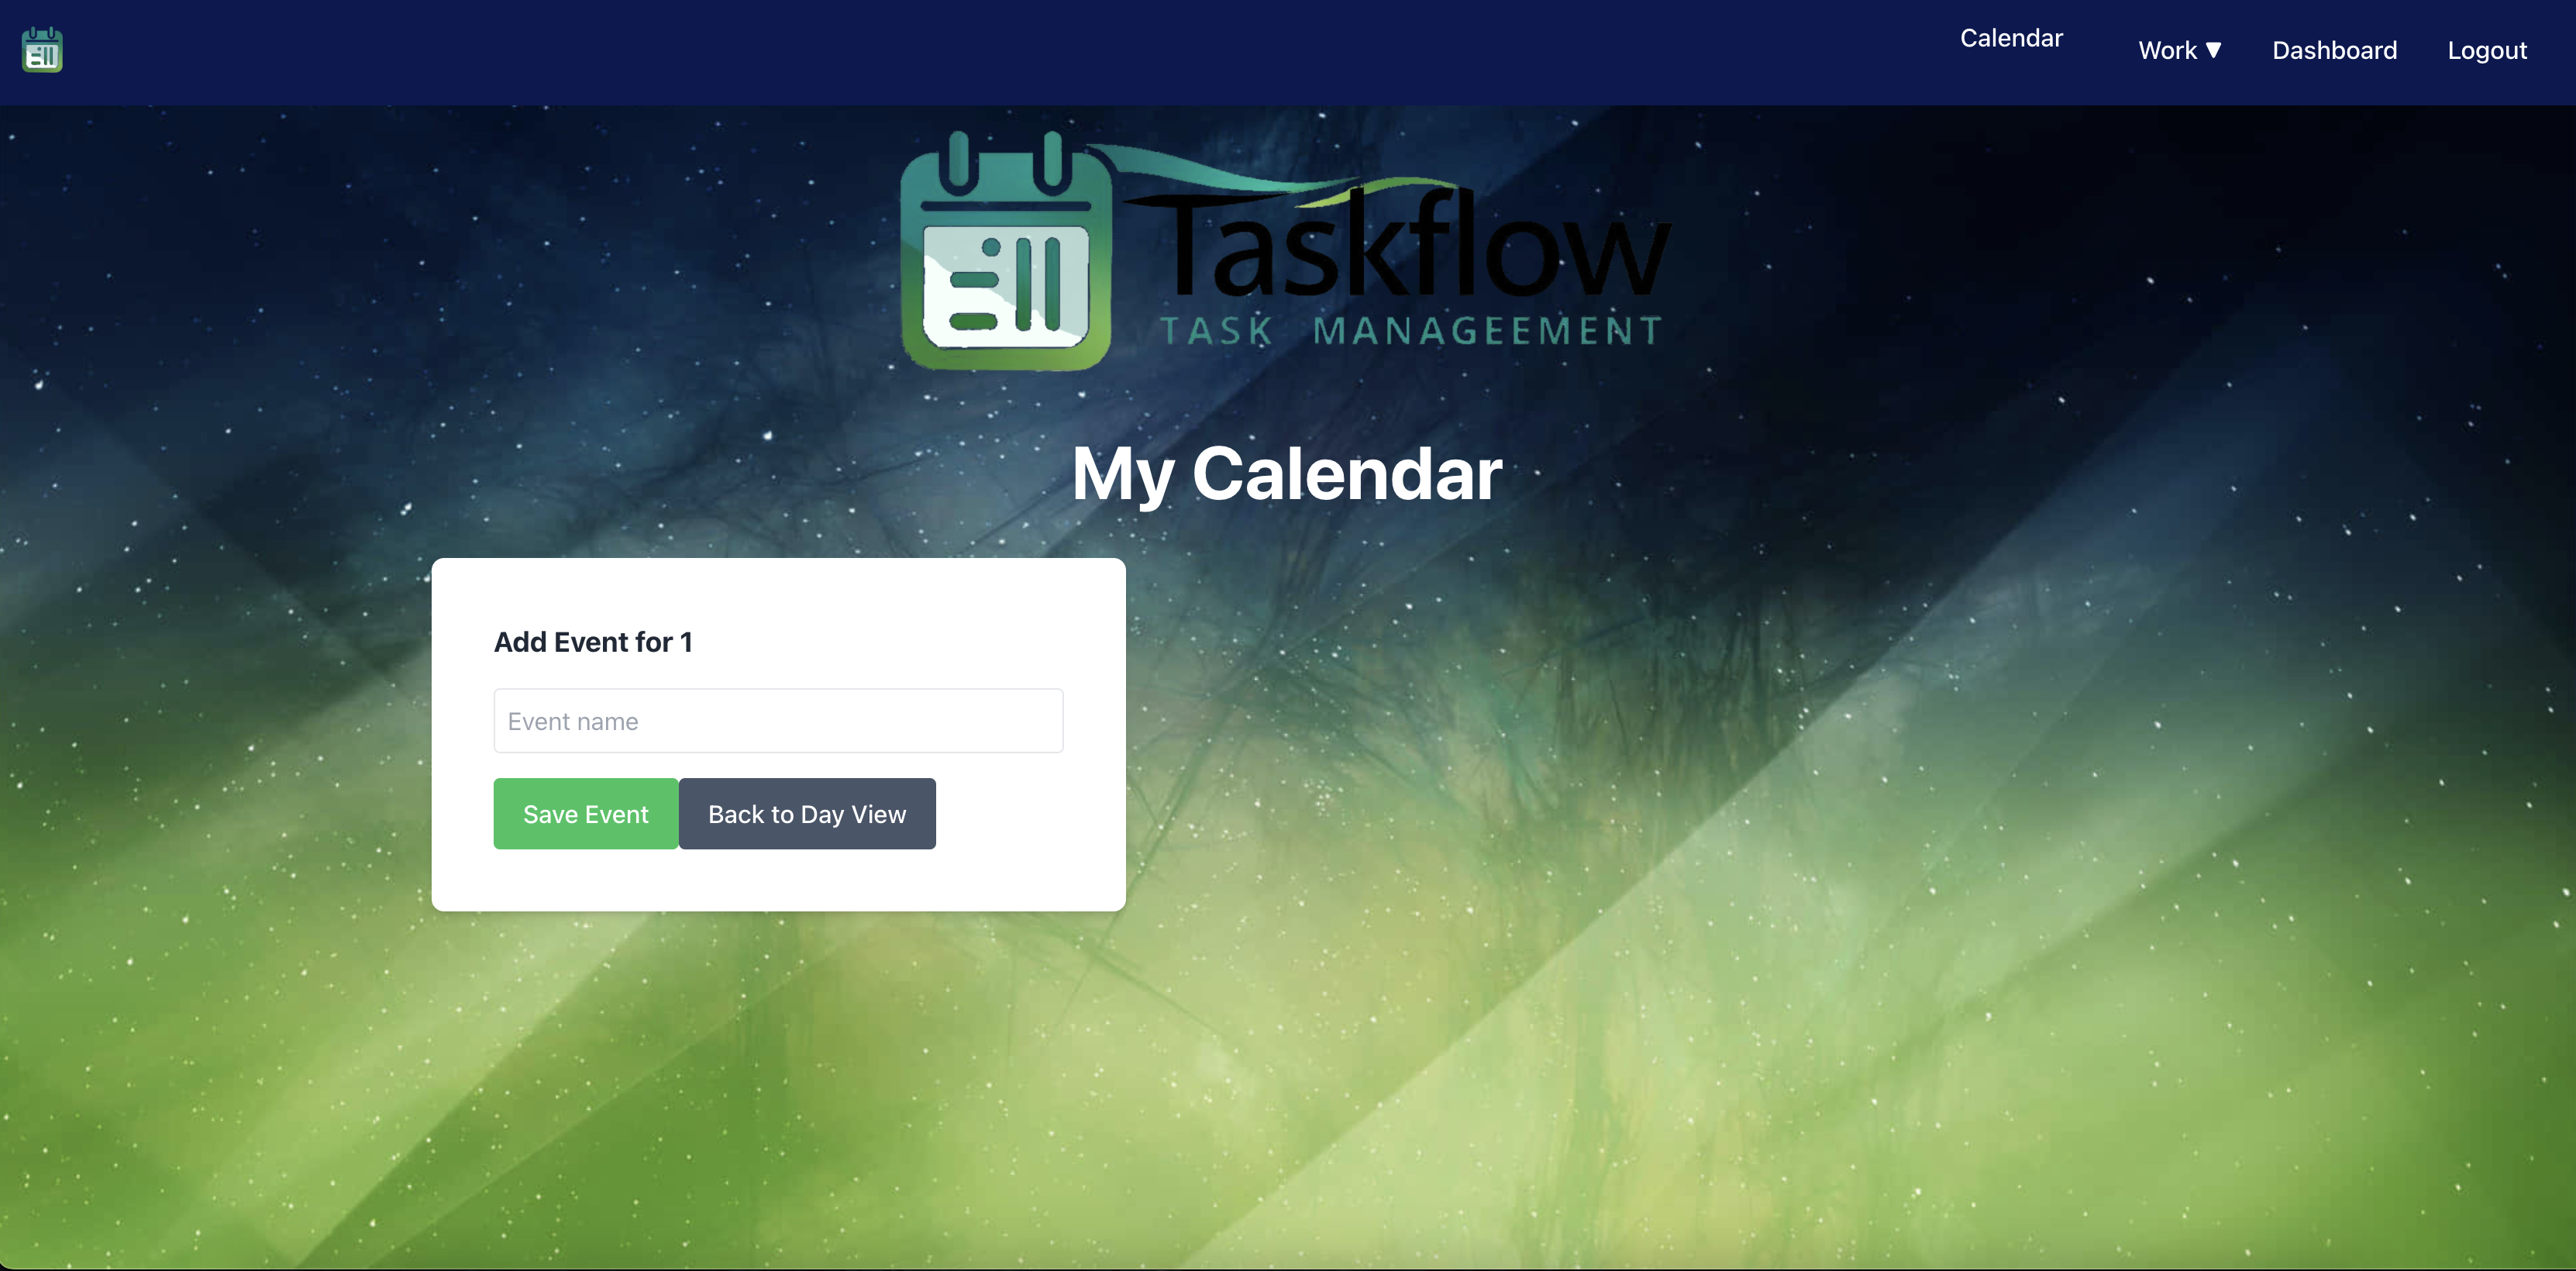 Calendar
Work ▼
Dashboard
Logout
Taskflow
TASK MANAGEEMENT
My Calendar
Add Event for 1
Event name
Save Event
Back to Day View